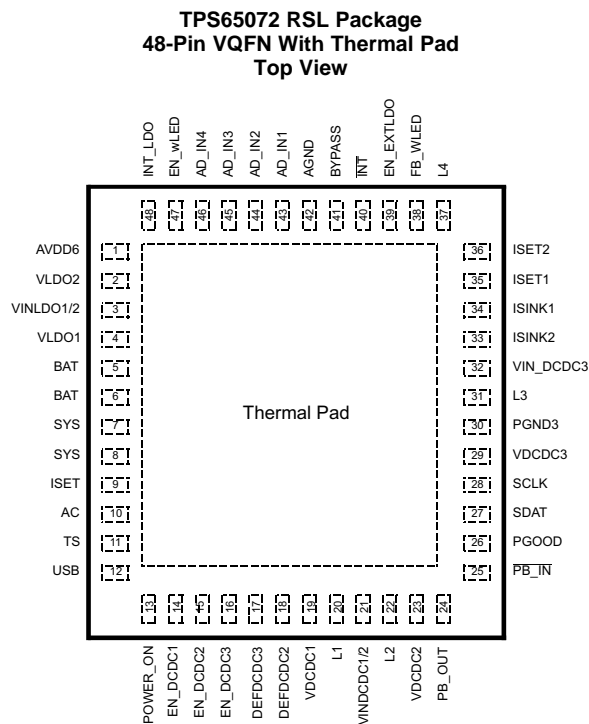 TPS65072 RSL Package
48-Pin VQFN With Thermal Pad
Top View
INT_LDO
EN_wLED
AD_IN4
AD_IN3
AD_IN2
AD_IN1
AGND
BYPASS
INT
EN_EXTLDO
FB_WLED
L4
48
47
46
45
44
43
42
41
40
39
38
37
AVDD6 1
VLDO2 2
VINLDO1/2 3
VLDO1 4
BAT 5
BAT 6
SYS 7
SYS 8
ISET 9
AC 10
TS 11
USB 12
Thermal Pad
36 ISET2
35 ISET1
34 ISINK1
33 ISINK2
32 VIN_DCDC3
31 L3
30 PGND3
29 VDCDC3
28 SCLK
27 SDAT
26 PGOOD
25 PB_IN
13
14
15
16
17
18
19
20
21
22
23
24
POWER_ON
EN_DCDC1
EN_DCDC2
EN_DCDC3
DEFDCDC3
DEFDCDC2
VDCDC1
L1
VINDCDC1/2
L2
VDCDC2
PB_OUT